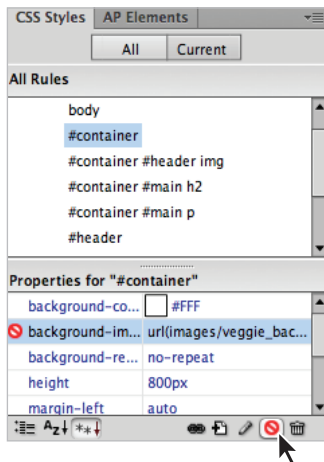 CSS Styles AP Elements
All Current
All Rules
body
#container
#container #header img
#container #main h2
#container #main p
#header
Properties for "#container"
background-co... #FFF
background-im... url(images/veggie_bac...
background-re... no-repeat
height 800px
margin-left auto
AZ **